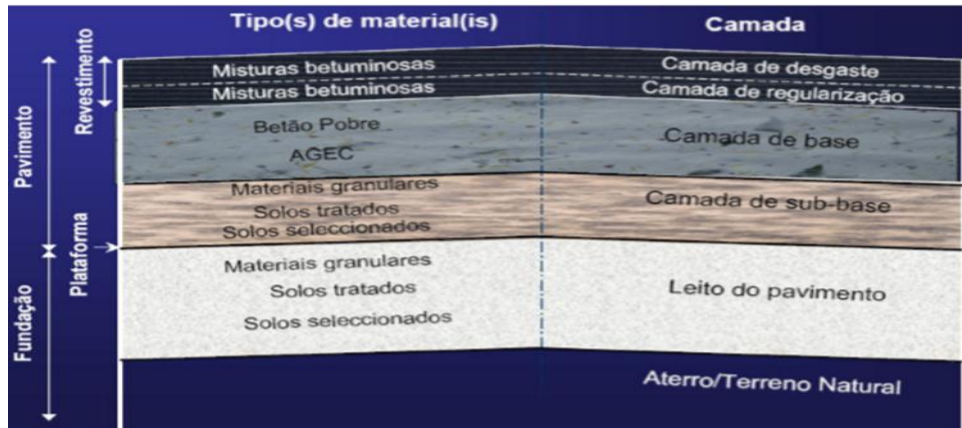 Tipo(s) de material(is)
Camada
Pavimento
Revestimento
Misturas betuminosas
Camada de desgaste
Misturas betuminosas
Camada de regularização
Betão Pobre
Camada de base
AGEC
Materiais granulares
Camada de sub-base
Solos tratados
Solos seleccionados
Plataforma
Fundação
Materiais granulares
Leito do pavimento
Solos tratados
Solos seleccionados
Aterro/Terreno Natural